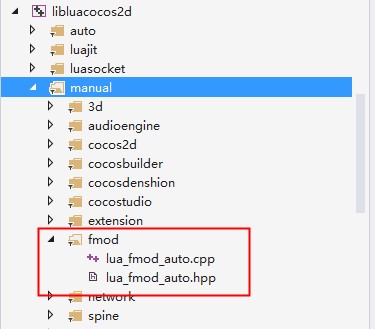 libluacocos2d
auto
luajit
luasocket
manual
3d
audioengine
cocos2d
cocosbuilder
cocosdenshion
cocostudio
extension
fmod
lua_fmod_auto.cpp
lua_fmod_auto.hpp
network
spine